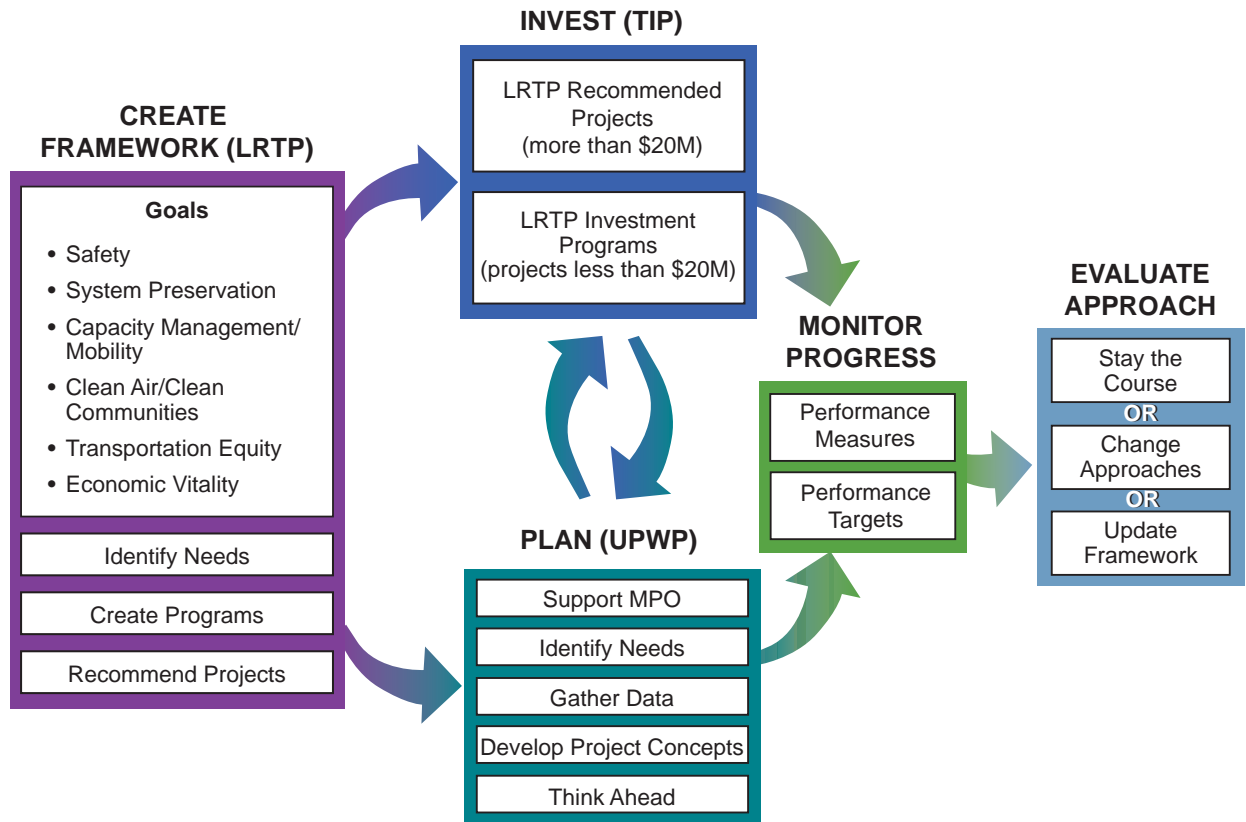 CREATE
FRAMEWORK (LRTP)
Goals
• Safety
• System Preservation
• Capacity Management/
Mobility
• Clean Air/Clean
Communities
• Transportation Equity
• Economic Vitality
Identify Needs
Create Programs
Recommend Projects
INVEST (TIP)
LRTP Recommended
Projects
(more than $20M)
LRTP Investment
Programs
(projects less than $20M)
PLAN (UPWP)
Support MPO
Identify Needs
Gather Data
Develop Project Concepts
Think Ahead
MONITOR
PROGRESS
Performance
Measures
Performance
Targets
EVALUATE
APPROACH
Stay the
Course
OR
Change
Approaches
OR
Update
Framework